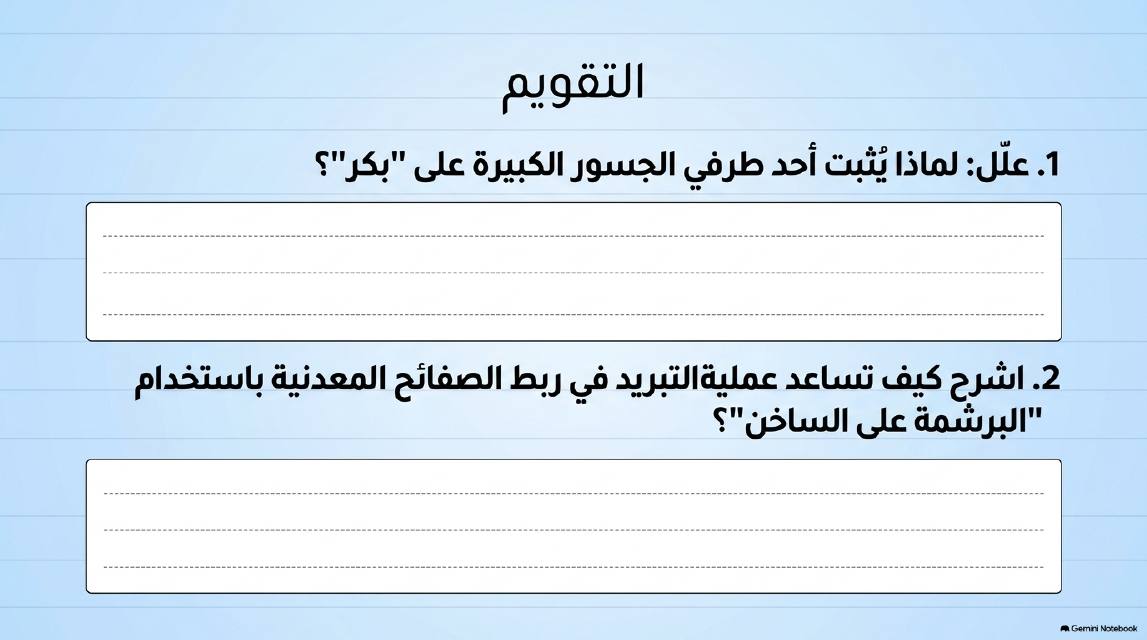 التقويم
1. علّل: لماذا يُثبت أحد طرفي الجسور الكبيرة على "بكر"؟
2. اشرح كيف تساعد عمليةالتبريد في ربط الصفائح المعدنية باستخدام
"البرشمة على الساخن"؟
Gemini Notebook